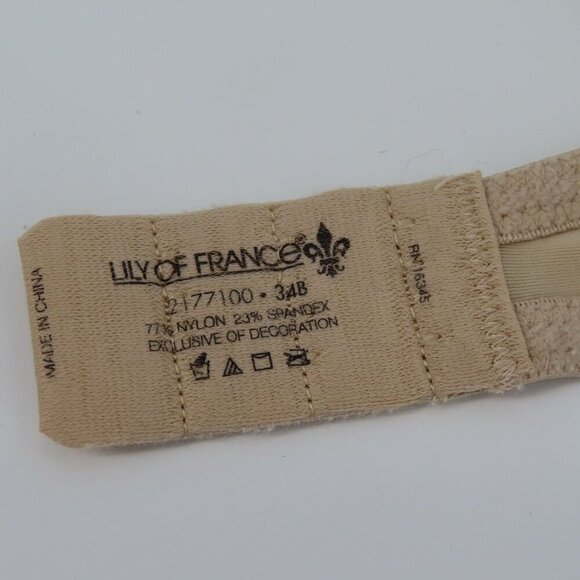 LILY OF FRANCE®
2177100 • 34B
77% NYLON 23% SPANDEX
EXCLUSIVE OF DECORATION
MADE IN CHINA
RN 16345